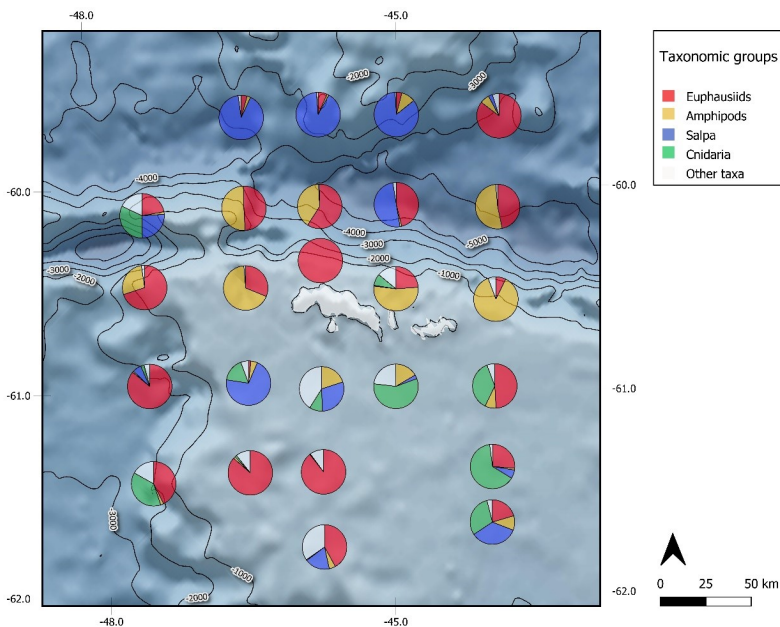 -48.0 -45.0
Taxonomic groups
Euphausiids
Amphipods
Salpa
Cnidaria
Other taxa
-2000
-3000
-4000
-60.0 -60.0
-4000
-3000
-5000
-2000
-3000
-2000
-1000
-61.0 -61.0
3000
-1000
-2000
-62.0 -62.0
0 25 50 km
-48.0 -45.0